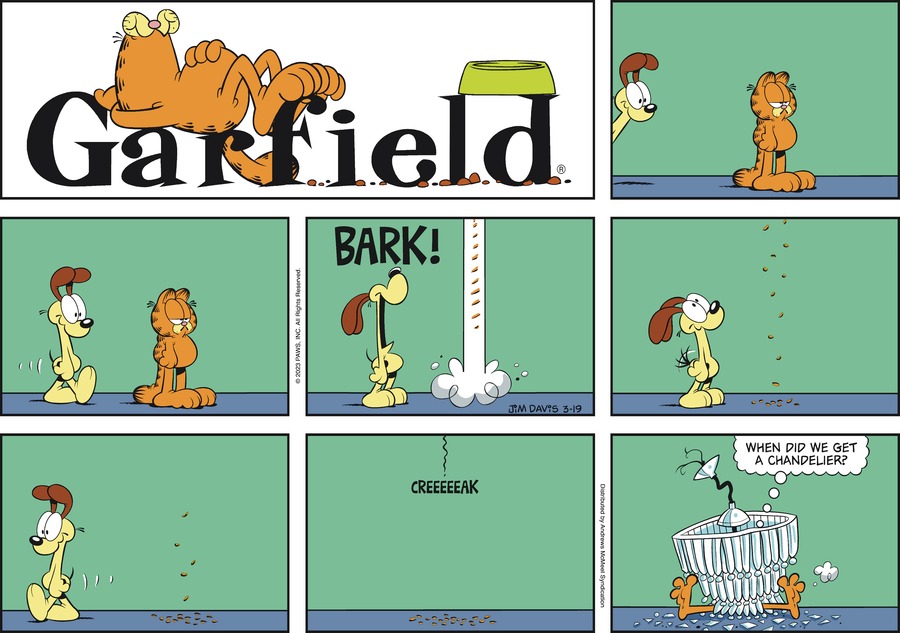 Garfield®
BARK!
© 2023 PAWS, INC. All Rights Reserved.
JIM DAVIS 3-19
CREEEEEAK
Distributed by Andrews McMeel Syndication
WHEN DID WE GET
A CHANDELIER?